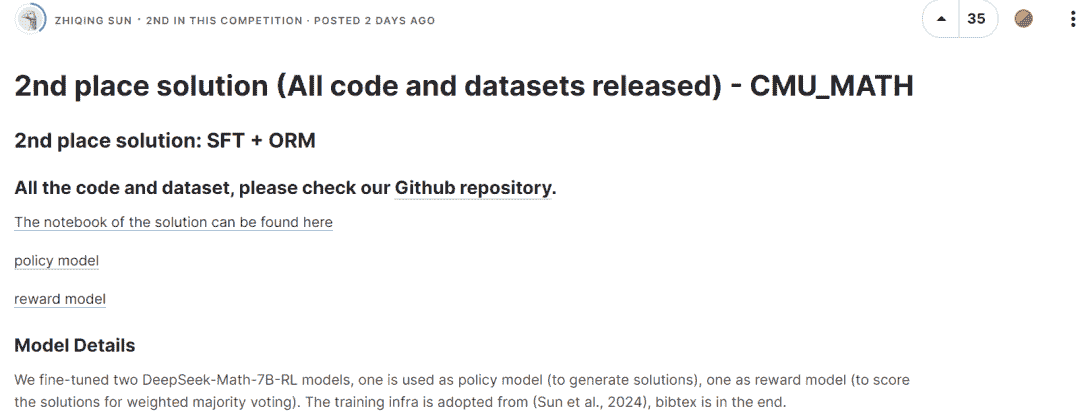 ZHIQING SUN · 2ND IN THIS COMPETITION · POSTED 2 DAYS AGO
35
2nd place solution (All code and datasets released) - CMU_MATH
2nd place solution: SFT + ORM
All the code and dataset, please check our Github repository.
The notebook of the solution can be found here
policy model
reward model
Model Details
We fine-tuned two DeepSeek-Math-7B-RL models, one is used as policy model (to generate solutions), one as reward model (to score
the solutions for weighted majority voting). The training infra is adopted from (Sun et al., 2024), bibtex is in the end.